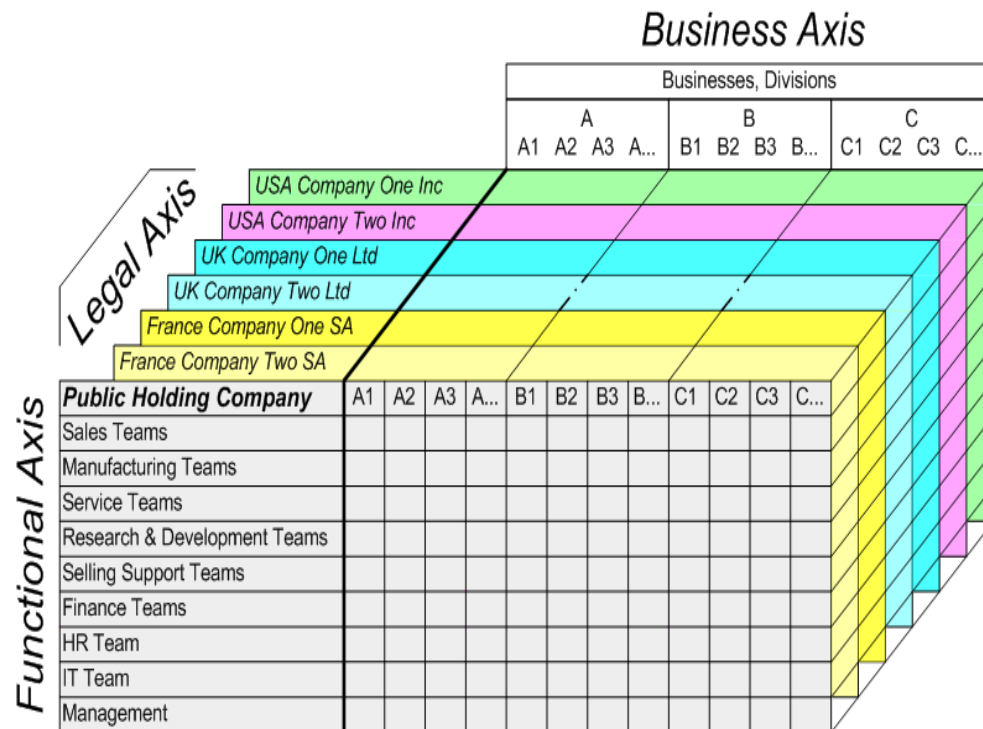 Business Axis
Businesses, Divisions
A B C
A1 A2 A3 A... B1 B2 B3 B... C1 C2 C3 C...
Legal Axis
USA Company One Inc
USA Company Two Inc
UK Company One Ltd
UK Company Two Ltd
France Company One SA
France Company Two SA
Functional Axis
Public Holding Company A1 A2 A3 A... B1 B2 B3 B... C1 C2 C3 C...
Sales Teams
Manufacturing Teams
Service Teams
Research & Development Teams
Selling Support Teams
Finance Teams
HR Team
IT Team
Management